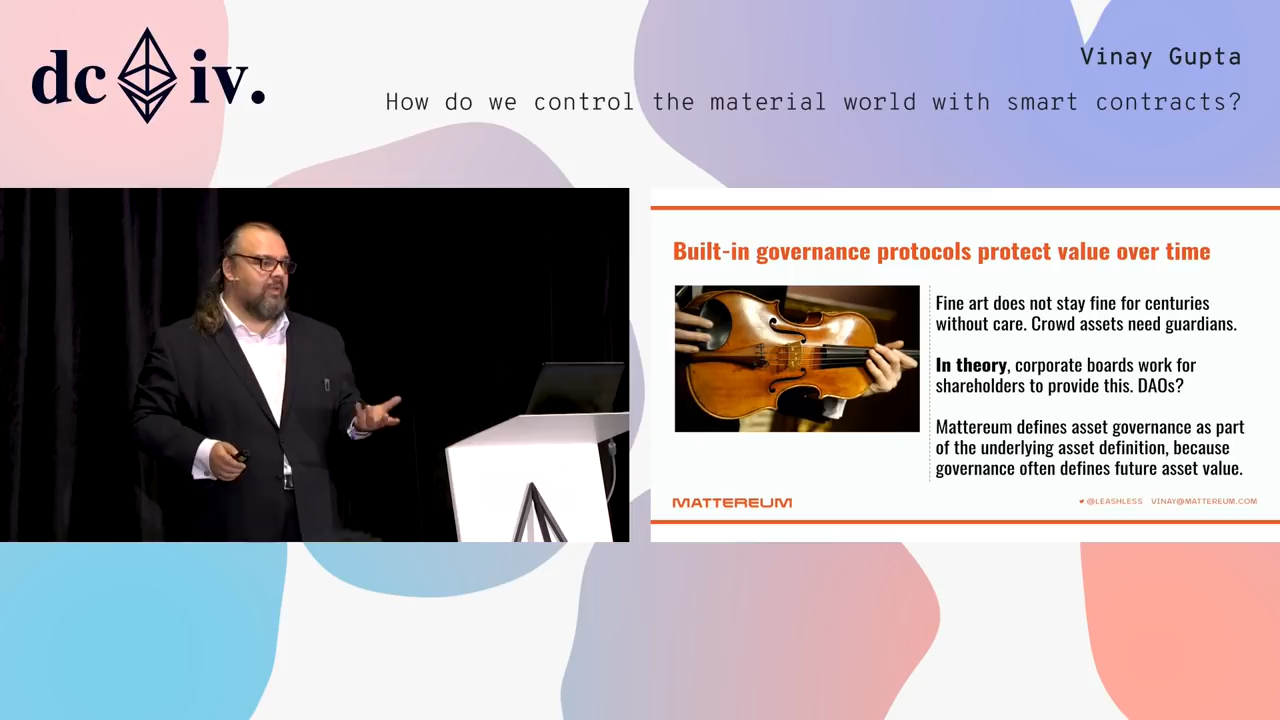 dc iv.
Vinay Gupta
How do we control the material world with smart contracts?
Built-in governance protocols protect value over time
Fine art does not stay fine for centuries
without care. Crowd assets need guardians.
In theory, corporate boards work for
shareholders to provide this. DAOs?
Mattereum defines asset governance as part
of the underlying asset definition, because
governance often defines future asset value.
MATTEREUM
@LEASHLESS VINAY@MATTEREUM.COM